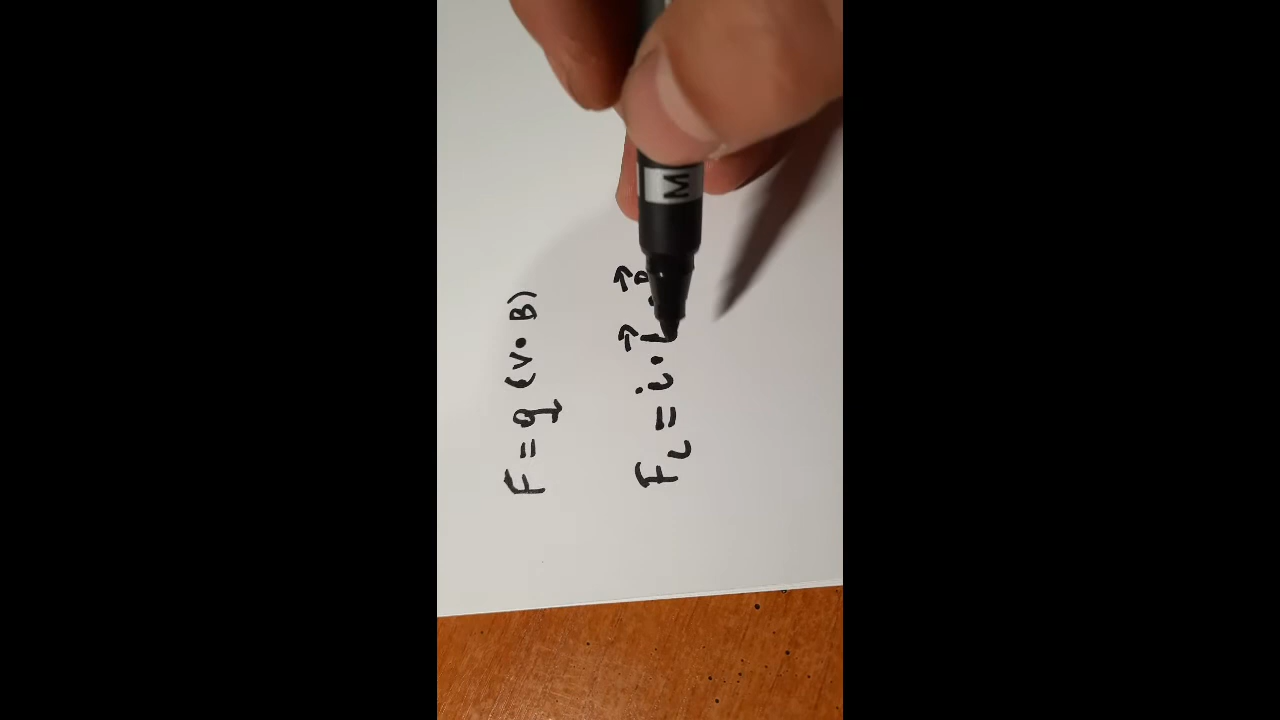 F = q (v • B)
F_L = i • l
M